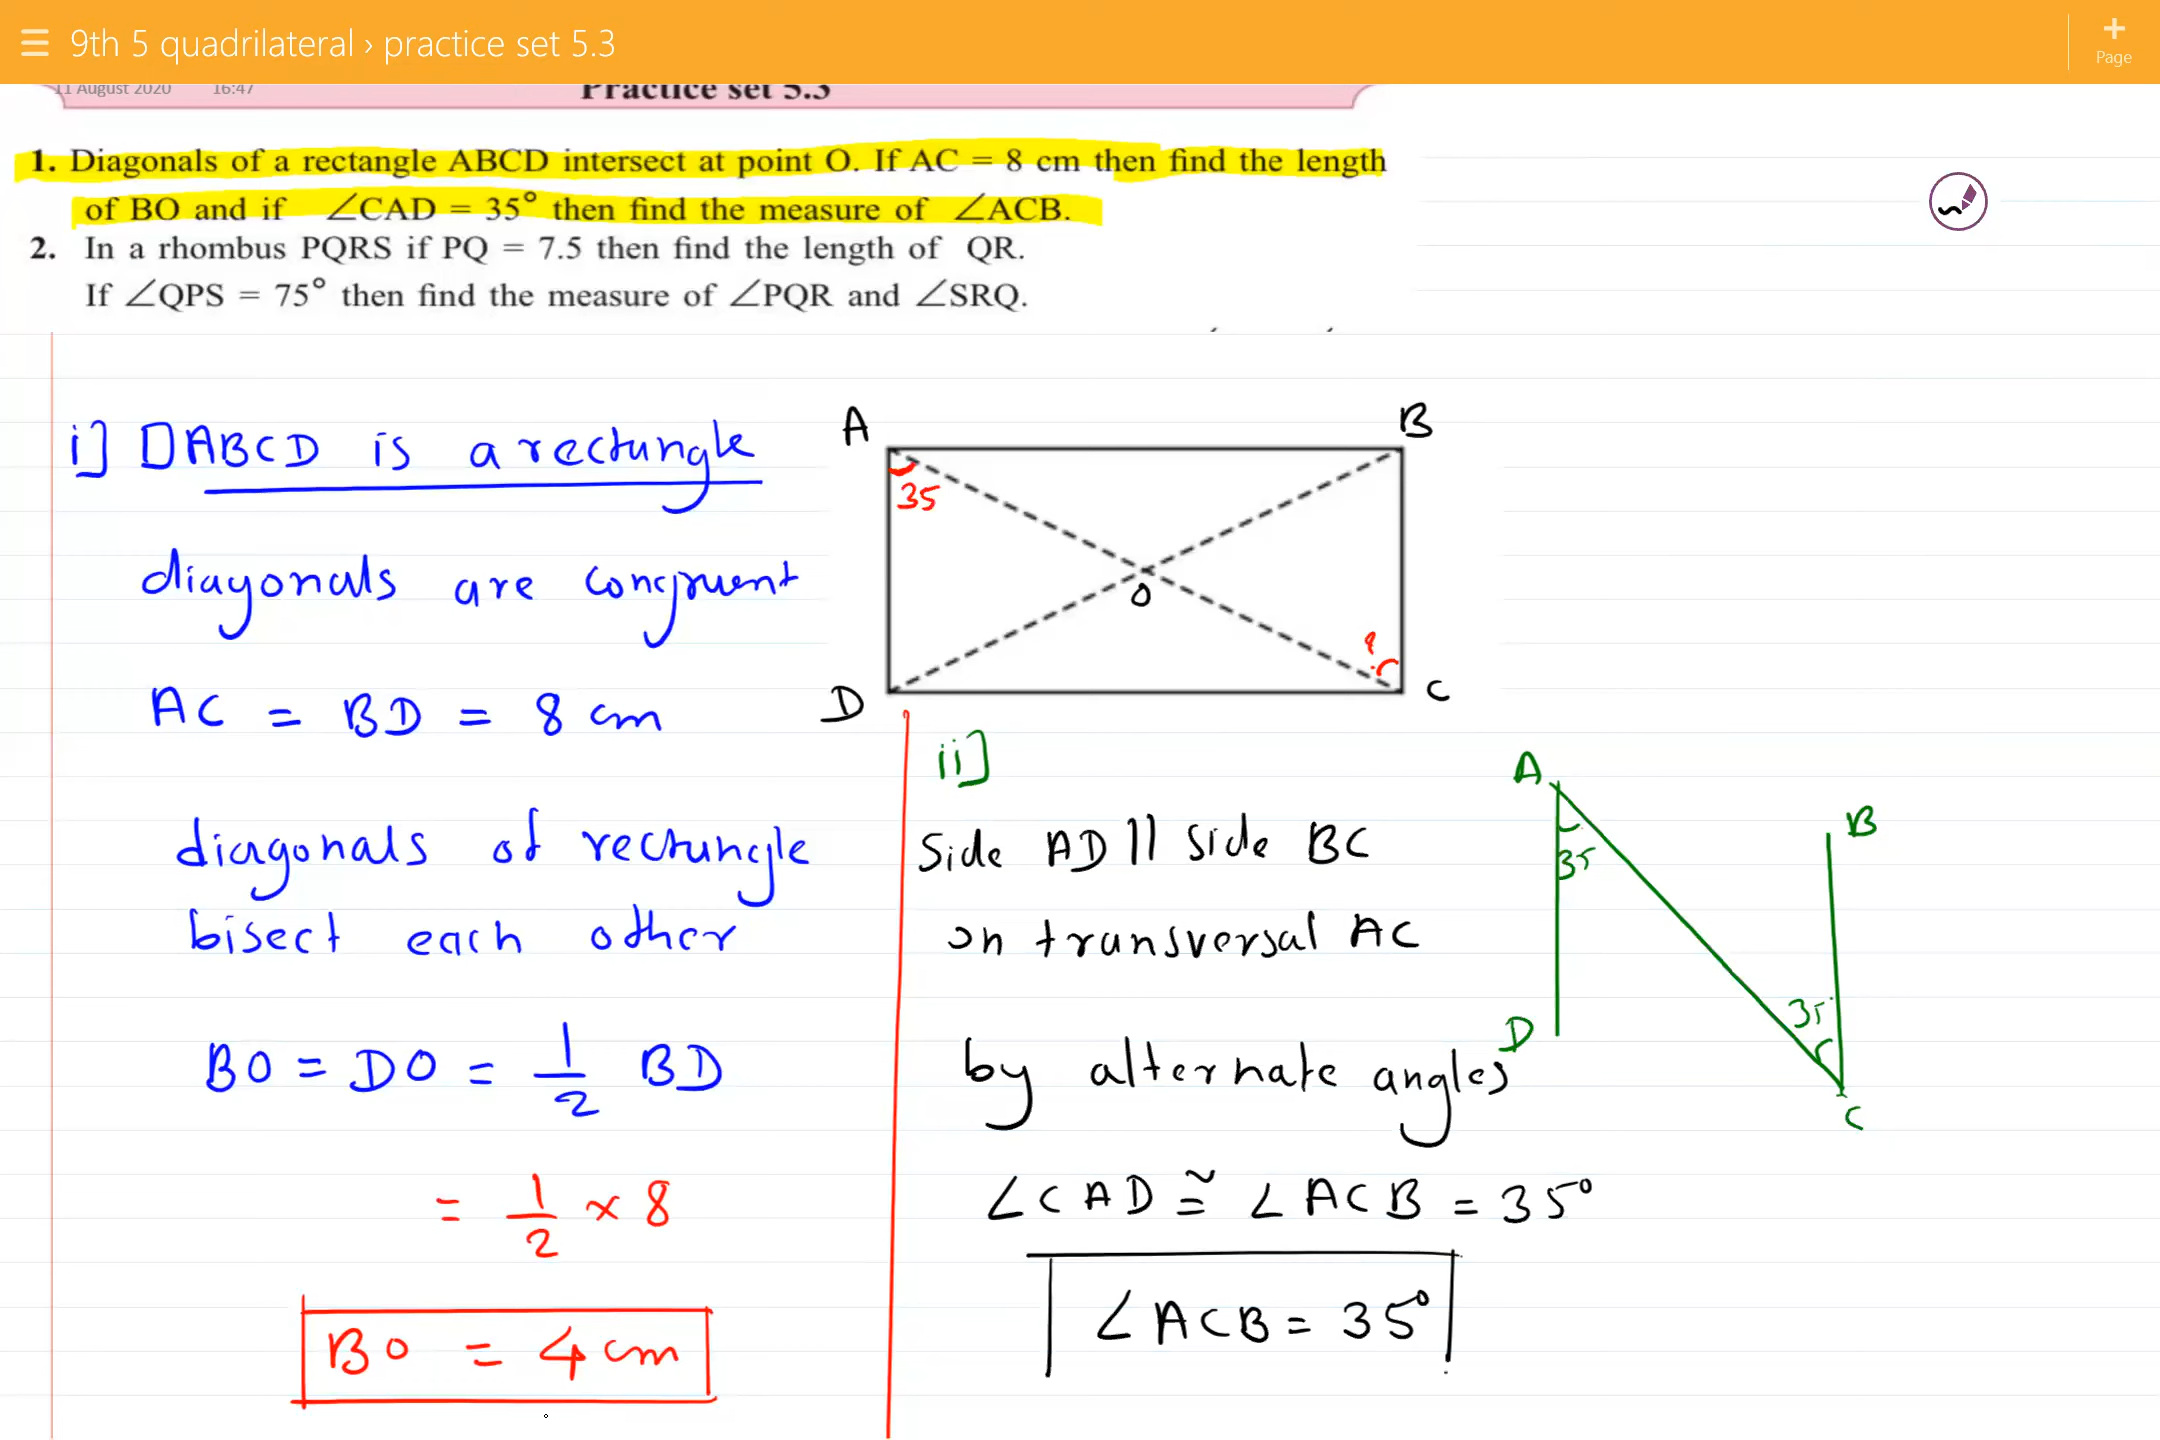 9th 5 quadrilateral › practice set 5.3
+
Page
11 August 2020 16:47
Practice set 5.3
1. Diagonals of a rectangle ABCD intersect at point O. If AC = 8 cm then find the length
of BO and if ∠CAD = 35° then find the measure of ∠ACB.
2. In a rhombus PQRS if PQ = 7.5 then find the length of QR.
If ∠QPS = 75° then find the measure of ∠PQR and ∠SRQ.
i] □ABCD is a rectangle
diagonals are congruent
AC = BD = 8 cm
diagonals of rectangle
bisect each other
BO = DO = 1/2 BD
= 1/2 × 8
BO = 4 cm
A
B
35
O
?
D
C
ii]
Side AD || side BC
on transversal AC
by alternate angles
∠CAD ≅ ∠ACB = 35°
∠ACB = 35°
A
B
35
35
D
C